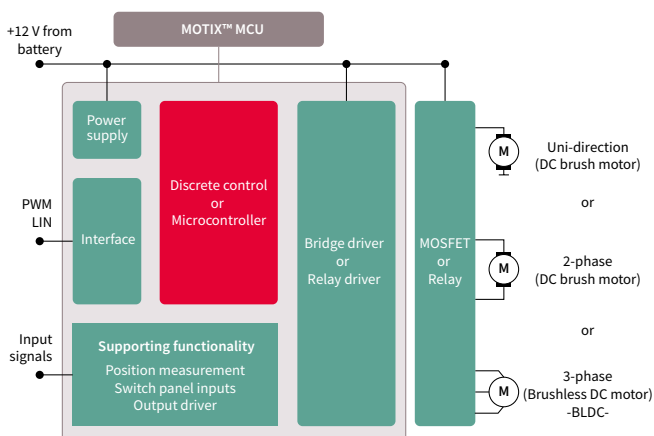 MOTIX™ MCU
+12 V from
battery
Power
supply
Discrete control
or
Microcontroller
PWM
LIN
Interface
Bridge driver
or
Relay driver
MOSFET
or
Relay
Input
signals
Supporting functionality
Position measurement
Switch panel inputs
Output driver
M
Uni-direction
(DC brush motor)
or
M
2-phase
(DC brush motor)
or
M
3-phase
(Brushless DC motor)
-BLDC-